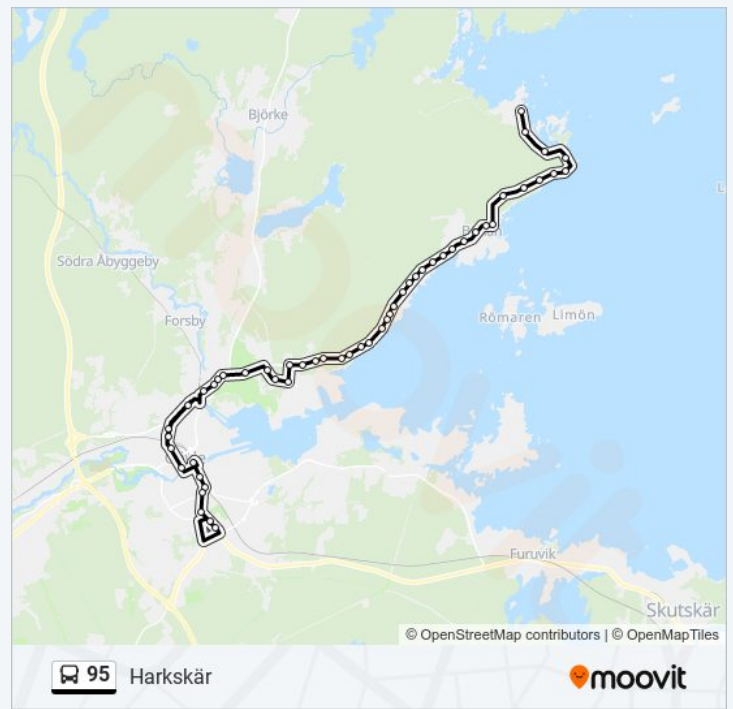 Björke
Södra Åbyggeby
Forsby
Römaren
Limön
Furuvik
Skutskär
© OpenStreetMap contributors | © OpenMapTiles
95 Harkskär
moovit